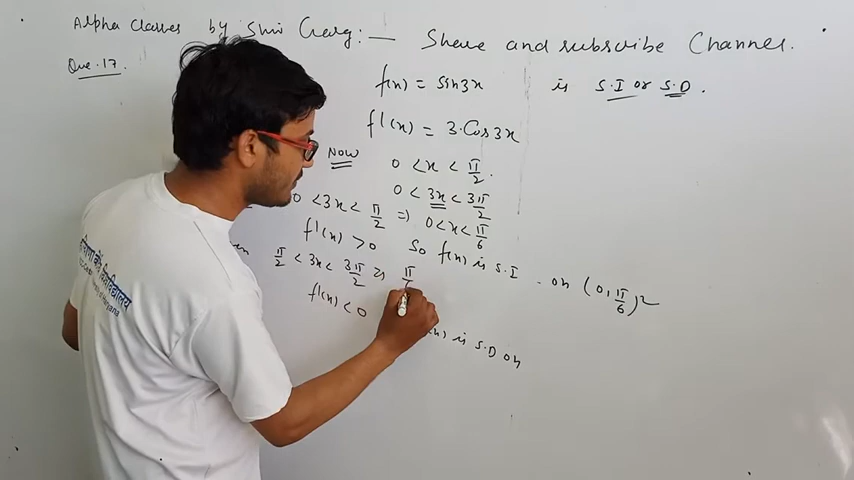 Alpha Classes by Shiv Garg:— Share and subscribe Channel.
Que. 17.
f(x) = sin3x is S.I or S.D.
f'(x) = 3.Cos3x
NOW 0 < x < π/2.
0 < 3x < 3π/2
0 < 3x < π/2 ⇒ 0 < x < π/6
f'(x) > 0 So f(x) is S.I - on (0, π/6)
π/2 < 3x < 3π/2 ⇒ π/
f'(x) < 0 is S.D on